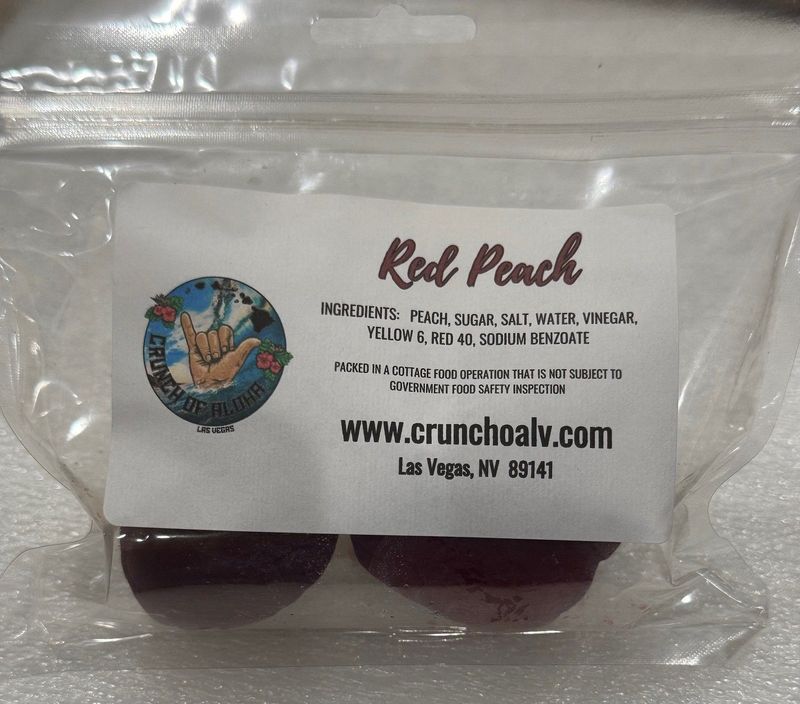 Red Peach
INGREDIENTS: PEACH, SUGAR, SALT, WATER, VINEGAR,
YELLOW 6, RED 40, SODIUM BENZOATE
PACKED IN A COTTAGE FOOD OPERATION THAT IS NOT SUBJECT TO
GOVERNMENT FOOD SAFETY INSPECTION
www.crunchoalv.com
Las Vegas, NV 89141
CRUNCH OF ALOHA
LAS VEGAS